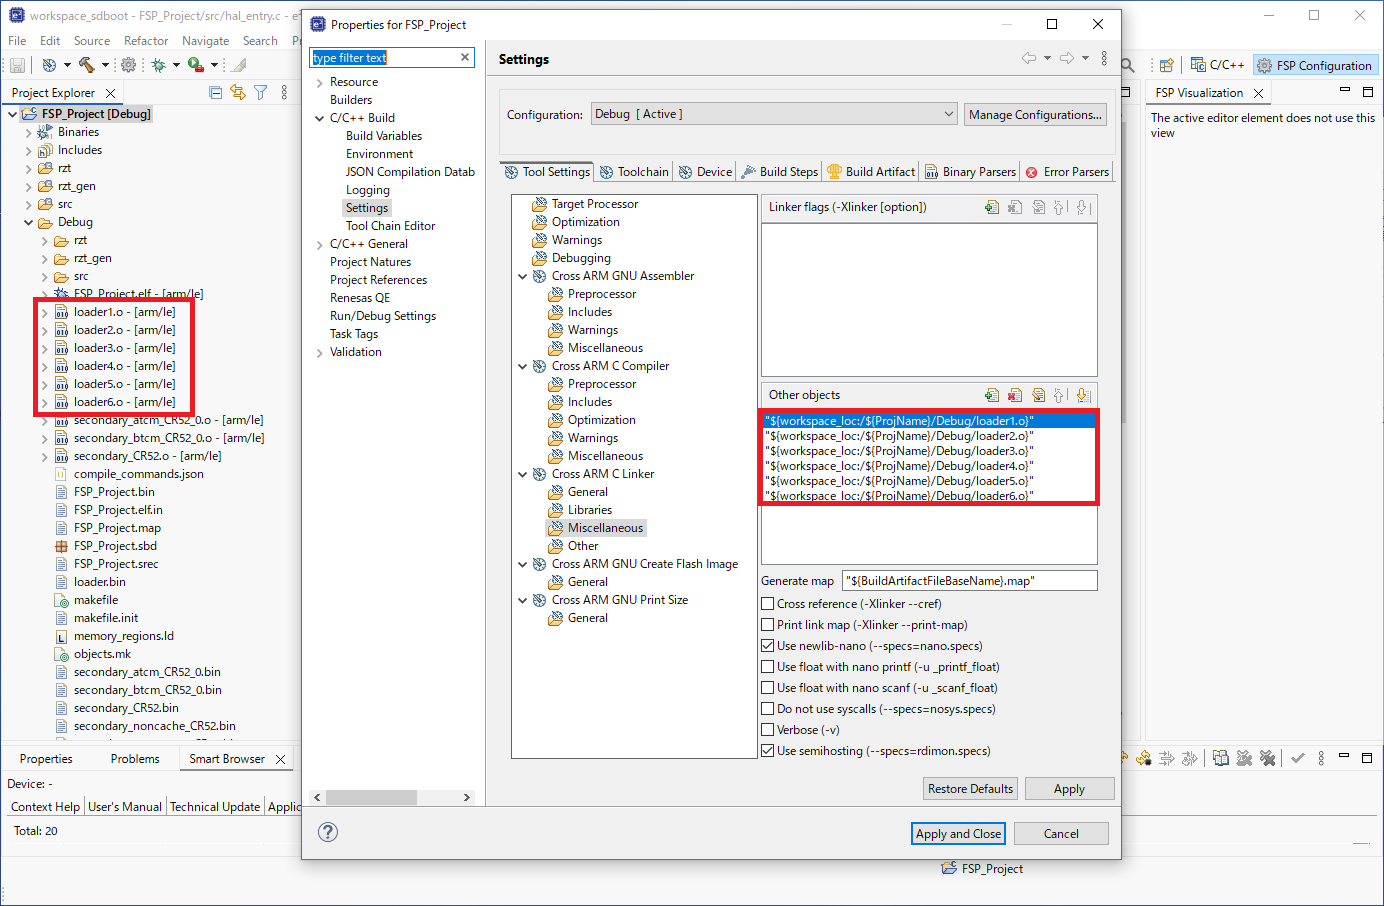 workspace_sdboot - FSP_Project/src/hal_entry.c - e²
File Edit Source Refactor Navigate Search
Project Explorer
FSP_Project [Debug]
Binaries
Includes
rzt
rzt_gen
src
Debug
rzt
rzt_gen
src
FSP_Project.elf - [arm/le]
loader1.o - [arm/le]
loader2.o - [arm/le]
loader3.o - [arm/le]
loader4.o - [arm/le]
loader5.o - [arm/le]
loader6.o - [arm/le]
secondary_atcm_CR52_0.o - [arm/le]
secondary_btcm_CR52_0.o - [arm/le]
secondary_CR52.o - [arm/le]
compile_commands.json
FSP_Project.bin
FSP_Project.elf.in
FSP_Project.map
FSP_Project.sbd
FSP_Project.srec
loader.bin
makefile
makefile.init
memory_regions.ld
objects.mk
secondary_atcm_CR52_0.bin
secondary_btcm_CR52_0.bin
secondary_CR52.bin
secondary_noncache_CR52.bin
Properties Problems Smart Browser
Device: -
Context Help User's Manual Technical Update Applic
Total: 20
Properties for FSP_Project
type filter text
Resource
Builders
C/C++ Build
Build Variables
Environment
JSON Compilation Datab
Logging
Settings
Tool Chain Editor
C/C++ General
Project Natures
Project References
Renesas QE
Run/Debug Settings
Task Tags
Validation
Settings
Configuration: Debug [ Active ] Manage Configurations...
Tool Settings Toolchain Device Build Steps Build Artifact Binary Parsers Error Parsers
Target Processor
Optimization
Warnings
Debugging
Cross ARM GNU Assembler
Preprocessor
Includes
Warnings
Miscellaneous
Cross ARM C Compiler
Preprocessor
Includes
Optimization
Warnings
Miscellaneous
Cross ARM C Linker
General
Libraries
Miscellaneous
Other
Cross ARM GNU Create Flash Image
General
Cross ARM GNU Print Size
General
Linker flags (-Xlinker [option])
Other objects
"${workspace_loc:/${ProjName}/Debug/loader1.o}"
"${workspace_loc:/${ProjName}/Debug/loader2.o}"
"${workspace_loc:/${ProjName}/Debug/loader3.o}"
"${workspace_loc:/${ProjName}/Debug/loader4.o}"
"${workspace_loc:/${ProjName}/Debug/loader5.o}"
"${workspace_loc:/${ProjName}/Debug/loader6.o}"
Generate map "${BuildArtifactFileBaseName}.map"
Cross reference (-Xlinker --cref)
Print link map (-Xlinker --print-map)
Use newlib-nano (--specs=nano.specs)
Use float with nano printf (-u _printf_float)
Use float with nano scanf (-u _scanf_float)
Do not use syscalls (--specs=nosys.specs)
Verbose (-v)
Use semihosting (--specs=rdimon.specs)
Restore Defaults Apply
Apply and Close Cancel
C/C++ FSP Configuration
FSP Visualization
The active editor element does not use this
view
FSP_Project